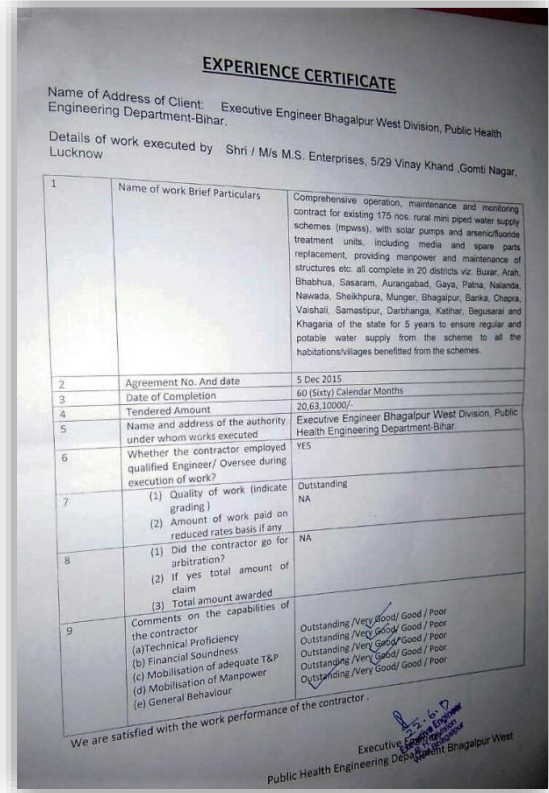 EXPERIENCE CERTIFICATE
Name of Address of Client: Executive Engineer Bhagalpur West Division, Public Health
Engineering Department-Bihar.
Details of work executed by Shri / M/s M.S. Enterprises, 5/29 Vinay Khand ,Gomti Nagar,
Lucknow
1 Name of work Brief Particulars
Comprehensive operation, maintenance and monitoring
contract for existing 175 nos. rural mini piped water supply
schemes (mpwss), with solar pumps and arsenic/fluoride
treatment units, including media and spare parts
replacement, providing manpower and maintenance of
structures etc. all complete in 20 districts viz. Buxar, Arah,
Bhabhua, Sasaram, Aurangabad, Gaya, Patna, Nalanda,
Nawada, Sheikhpura, Munger, Bhagalpur, Banka, Chapra,
Vaishali, Samastipur, Darbhanga, Katihar, Begusarai and
Khagaria of the state for 5 years to ensure regular and
potable water supply from the scheme to all the
habitations/villages benefitted from the schemes.
2 Agreement No. And date 5 Dec 2015
3 Date of Completion 60 (Sixty) Calendar Months
4 Tendered Amount 20,63,10000/-
5 Name and address of the authority
under whom works executed
Executive Engineer Bhagalpur West Division, Public
Health Engineering Department-Bihar.
6 Whether the contractor employed
qualified Engineer/ Oversee during
execution of work?
YES
7 (1) Quality of work (indicate
grading)
(2) Amount of work paid on
reduced rates basis if any
Outstanding
NA
8 (1) Did the contractor go for
arbitration?
(2) If yes total amount of
claim
(3) Total amount awarded
NA
9 Comments on the capabilities of
the contractor
(a)Technical Proficiency
(b) Financial Soundness
(c) Mobilisation of adequate T&P
(d) Mobilisation of Manpower
(e) General Behaviour
Outstanding /Very Good/ Good / Poor
Outstanding /Very Good/ Good / Poor
Outstanding /Very Good/ Good / Poor
Outstanding /Very Good/ Good / Poor
Outstanding /Very Good/ Good / Poor
We are satisfied with the work performance of the contractor .
Executive Engineer
Public Health Engineering Department Bhagalpur West
Executive Engineer